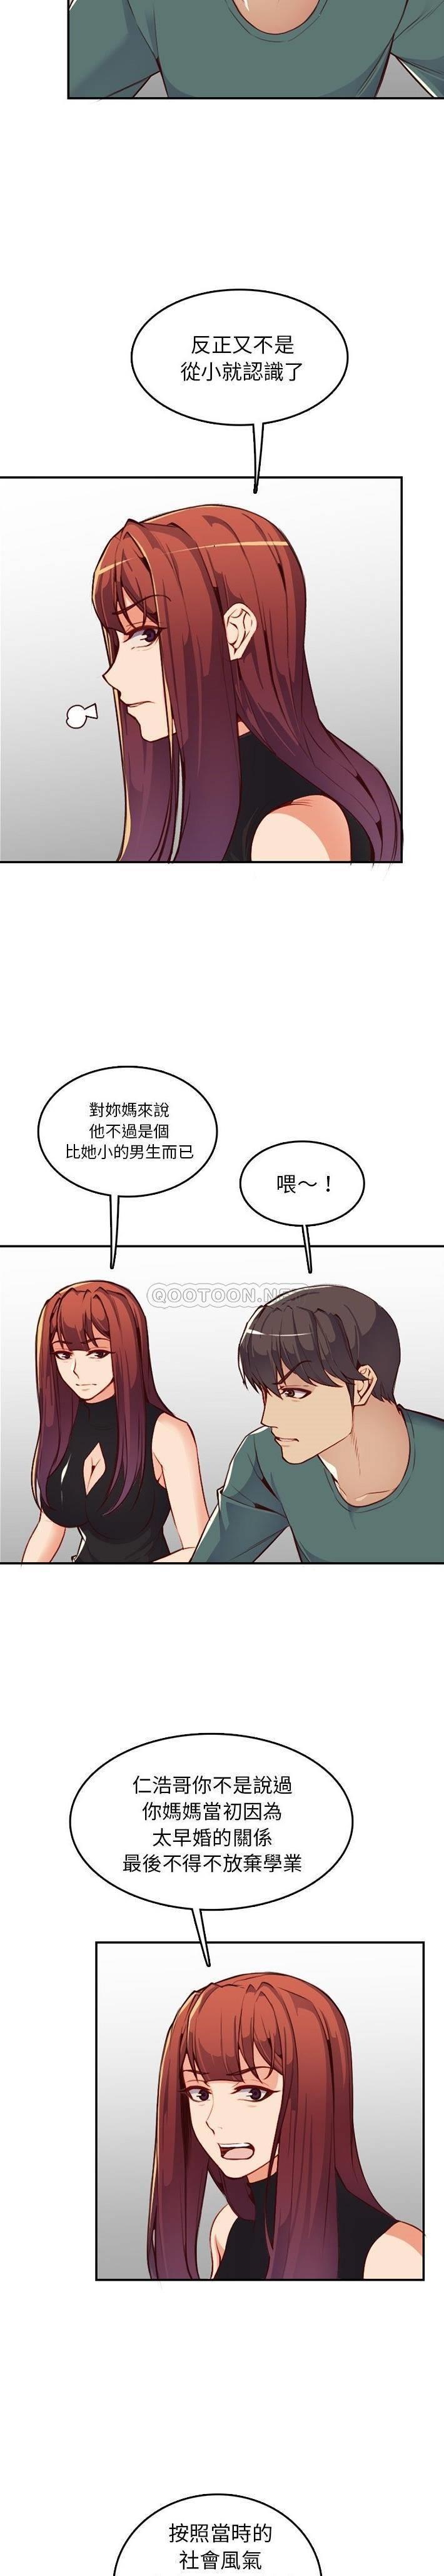 反正又不是
從小就認識了
對妳媽來說
他不過是個
比她小的男生而已
喂～！
QOOTOON.NET
仁浩哥你不是說過
你媽媽當初因為
太早婚的關係
最後不得不放棄學業
按照當時的
社會風氣